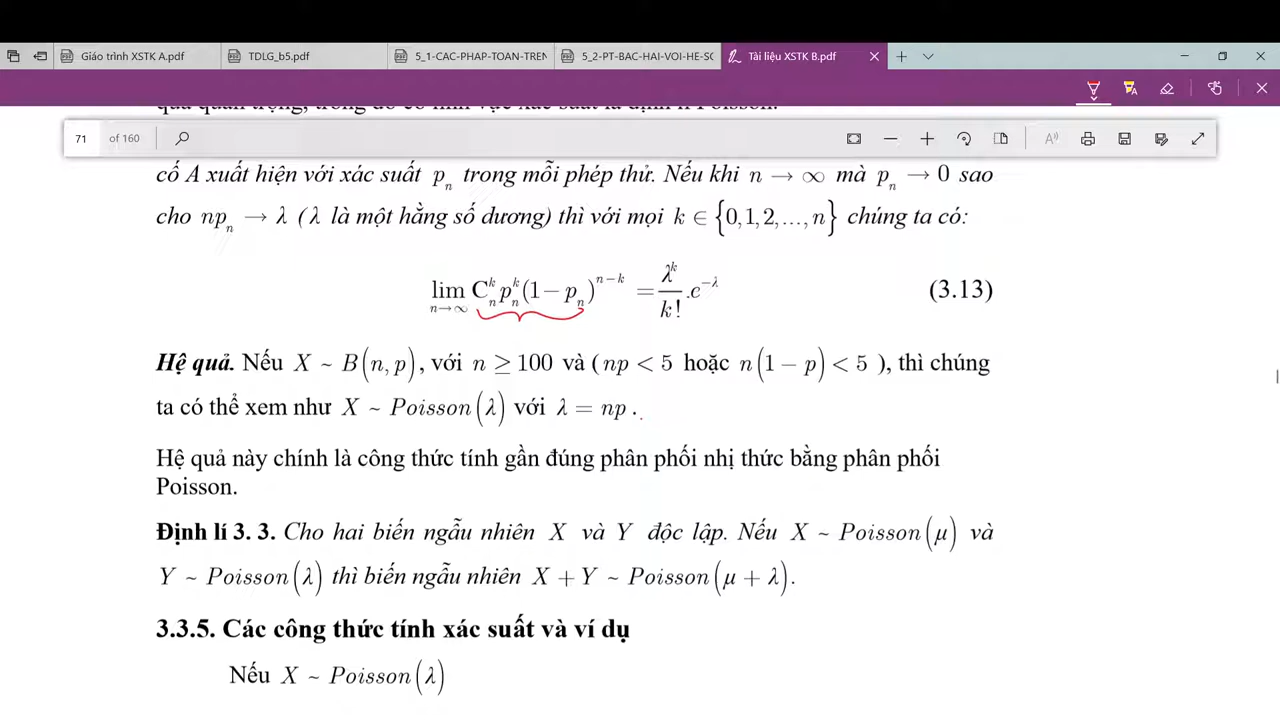 Giáo trình XSTK A.pdf TDLG_b5.pdf 5_1-CAC-PHAP-TOAN-TREN 5_2-PT-BAC-HAI-VOI-HE-SC Tài liệu XSTK B.pdf
71 of 160
cố A xuất hiện với xác suất pₙ trong mỗi phép thử. Nếu khi n → ∞ mà pₙ → 0 sao
cho npₙ → λ (λ là một hằng số dương) thì với mọi k ∈ {0,1,2,...,n} chúng ta có:
lim_{n→∞} C_n^k p_n^k (1 − p_n)^{n−k} = λ^k / k! .e^{−λ} (3.13)
Hệ quả. Nếu X ~ B(n, p), với n ≥ 100 và (np < 5 hoặc n(1 − p) < 5 ), thì chúng
ta có thể xem như X ~ Poisson(λ) với λ = np .
Hệ quả này chính là công thức tính gần đúng phân phối nhị thức bằng phân phối
Poisson.
Định lí 3. 3. Cho hai biến ngẫu nhiên X và Y độc lập. Nếu X ~ Poisson(μ) và
Y ~ Poisson(λ) thì biến ngẫu nhiên X + Y ~ Poisson(μ + λ).
3.3.5. Các công thức tính xác suất và ví dụ
Nếu X ~ Poisson(λ)